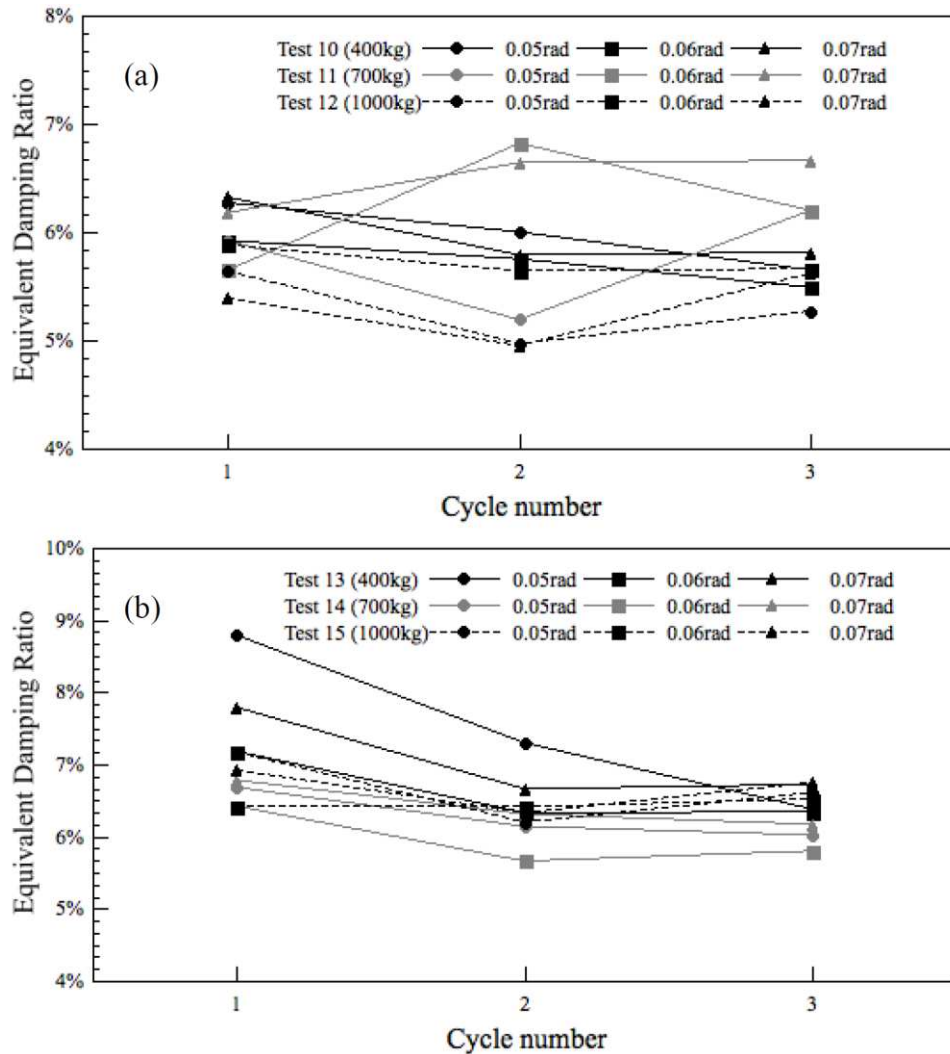 8%
Test 10 (400kg) 0.05rad 0.06rad 0.07rad
(a)
Test 11 (700kg) 0.05rad 0.06rad 0.07rad
Test 12 (1000kg) 0.05rad 0.06rad 0.07rad
7%
6%
5%
4%
Equivalent Damping Ratio
1 2 3
Cycle number
10%
Test 13 (400kg) 0.05rad 0.06rad 0.07rad
(b)
Test 14 (700kg) 0.05rad 0.06rad 0.07rad
Test 15 (1000kg) 0.05rad 0.06rad 0.07rad
9%
8%
7%
6%
5%
4%
Equivalent Damping Ratio
1 2 3
Cycle number